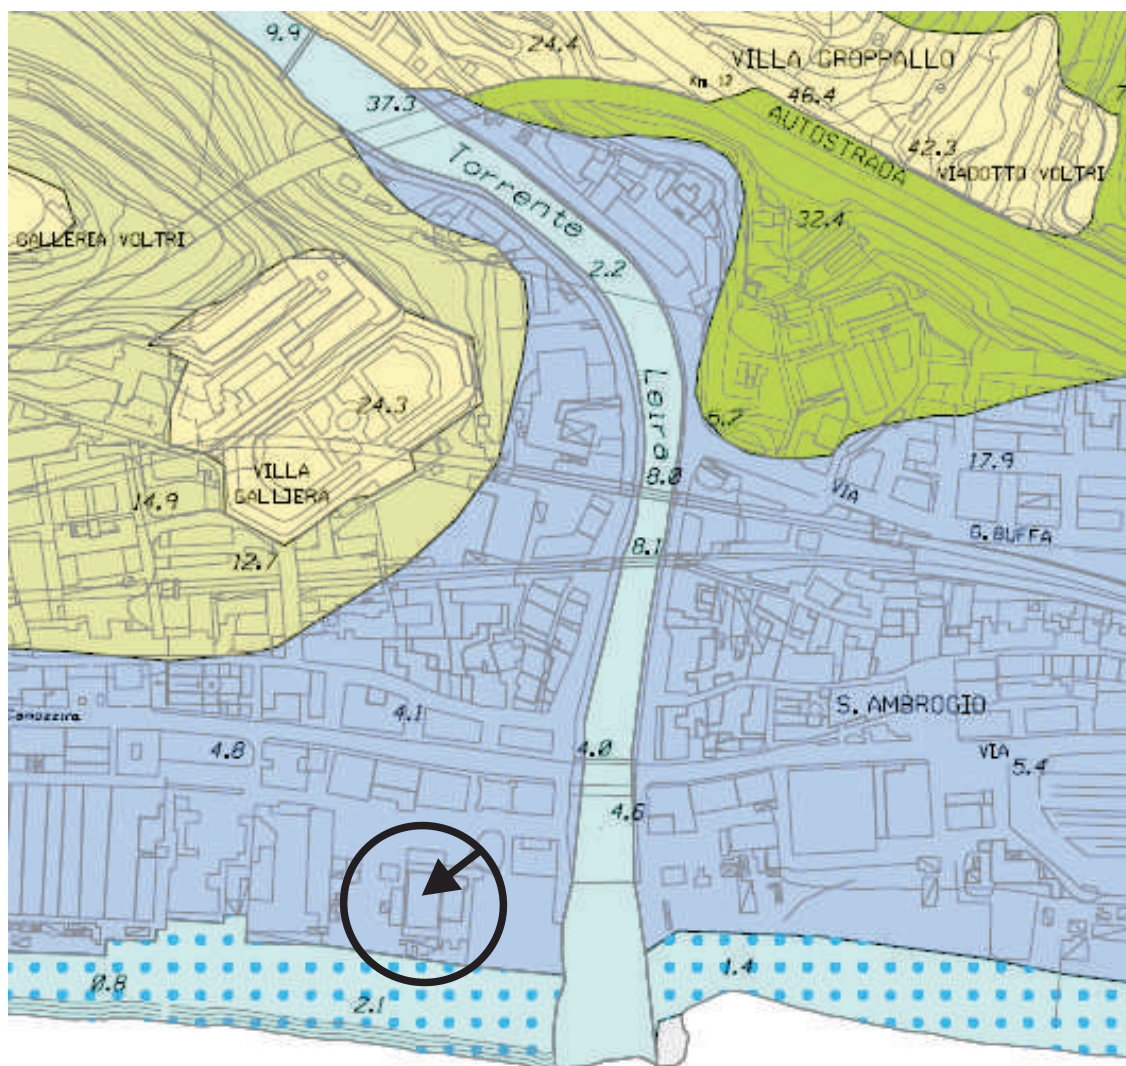 9.9
24.4
VILLA GROPPALLO
Km 12
46.4
37.3
AUTOSTRADA
42.3
VIADOTTO VOLTRI
Torrente
32.4
GALLERIA VOLTRI
2.2
24.3
Leiro
6.7
VILLA
GALLIERA
17.9
8.0
VIA
14.9
G. BUFFA
8.1
12.7
S. AMBROGIO
4.1
4.8
4.0
VIA
5.4
4.6
1.4
0.8
2.1